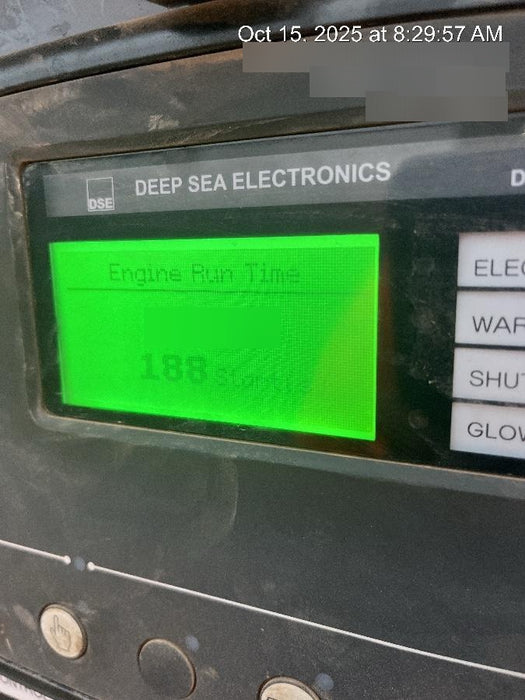 Oct 15, 2025 at 8:29:57 AM
DSE
DEEP SEA ELECTRONICS
D
Engine Run Time
188 Starts
ELEC
WAR
SHUT
GLOW